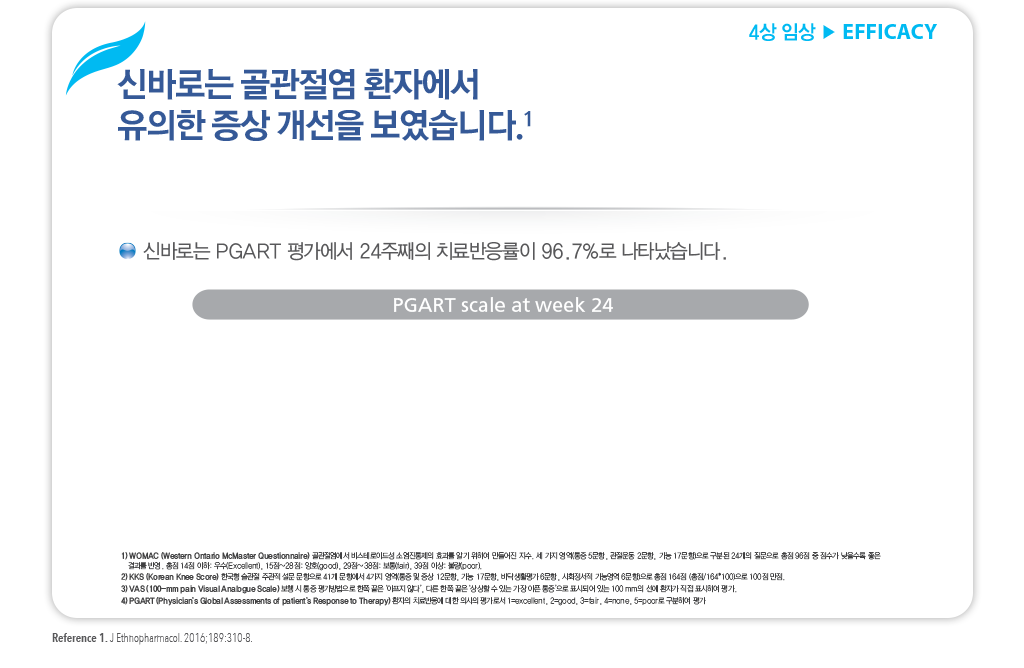 4상 임상 ▶ EFFICACY
신바로는 골관절염 환자에서
유의한 증상 개선을 보였습니다.1
신바로는 PGART 평가에서 24주째의 치료반응률이 96.7%로 나타났습니다.
PGART scale at week 24
1) WOMAC (Western Ontario McMaster Questionnaire) 골관절염에서 비스테로이드성 소염진통제의 효과를 알기 위하여 만들어진 지수. 세 가지 영역(통증 5문항, 관절운동 2문항, 기능 17문항)으로 구분된 24개의 질문으로 총점 96점 중 점수가 낮을수록 좋은
결과를 반영. 총점 14점 이하: 우수(Excellent), 15점~28점: 양호(good), 29점~38점: 보통(fair), 39점 이상: 불량(poor).
2) KKS (Korean Knee Score) 한국형 슬관절 주관적 설문 문항으로 41개 문항에서 4가지 영역(통증 및 증상 12문항, 기능 17문항, 바닥생활평가 6문항, 사회정서적 기능영역 6문항)으로 총점 164점 (총점/164*100)으로 100점 만점.
3) VAS (100-mm pain Visual Analogue Scale) 보행 시 통증 평가방법으로 한쪽 끝은 '아프지 않다', 다른 한쪽 끝은 '상상할 수 있는 가장 아픈 통증'으로 표시되어 있는 100 mm의 선에 환자가 직접 표시하여 평가.
4) PGART (Physician's Global Assessments of patient's Response to Therapy) 환자의 치료반응에 대한 의사의 평가로서 1=excellent, 2=good, 3=fair, 4=none, 5=poor로 구분하여 평가
Reference 1. J Ethnopharmacol. 2016;189:310-8.